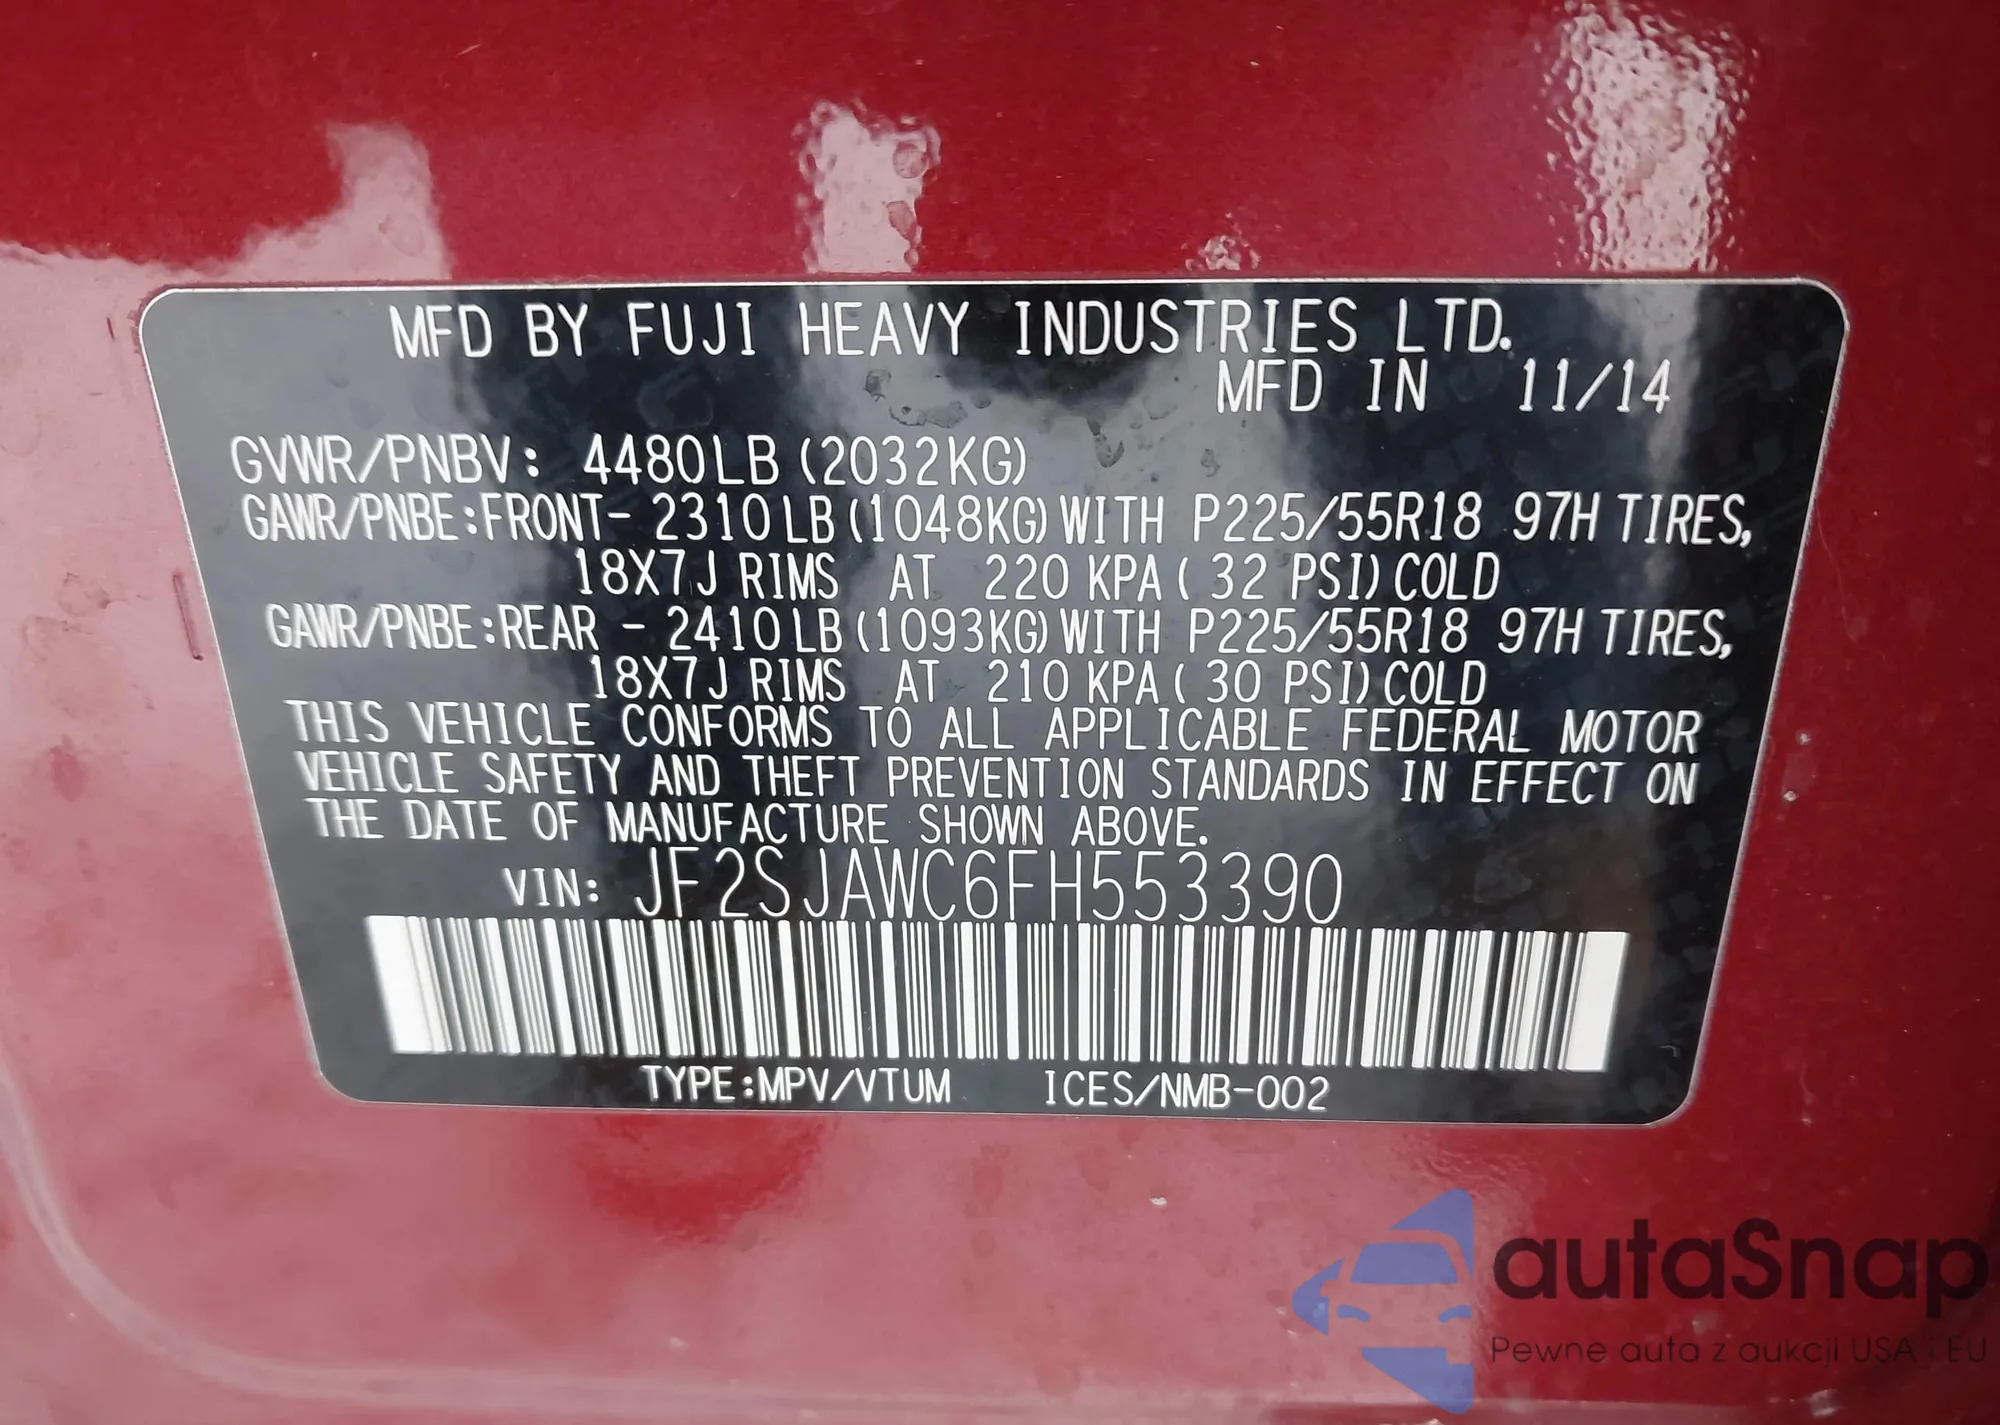 MFD BY FUJI HEAVY INDUSTRIES LTD.
MFD IN 11/14
GVWR/PNBV: 4480LB (2032KG)
GAWR/PNBE:FRONT- 2310LB (1048KG) WITH P225/55R18 97H TIRES,
18X7J RIMS AT 220 KPA ( 32 PSI) COLD
GAWR/PNBE:REAR - 2410LB (1093KG) WITH P225/55R18 97H TIRES,
18X7J RIMS AT 210 KPA ( 30 PSI) COLD
THIS VEHICLE CONFORMS TO ALL APPLICABLE FEDERAL MOTOR
VEHICLE SAFETY AND THEFT PREVENTION STANDARDS IN EFFECT ON
THE DATE OF MANUFACTURE SHOWN ABOVE.
VIN: JF2SJAWC6FH553390
TYPE:MPV/VTUM ICES/NMB-002
autaSnap
Pewne auta z aukcji USA i EU